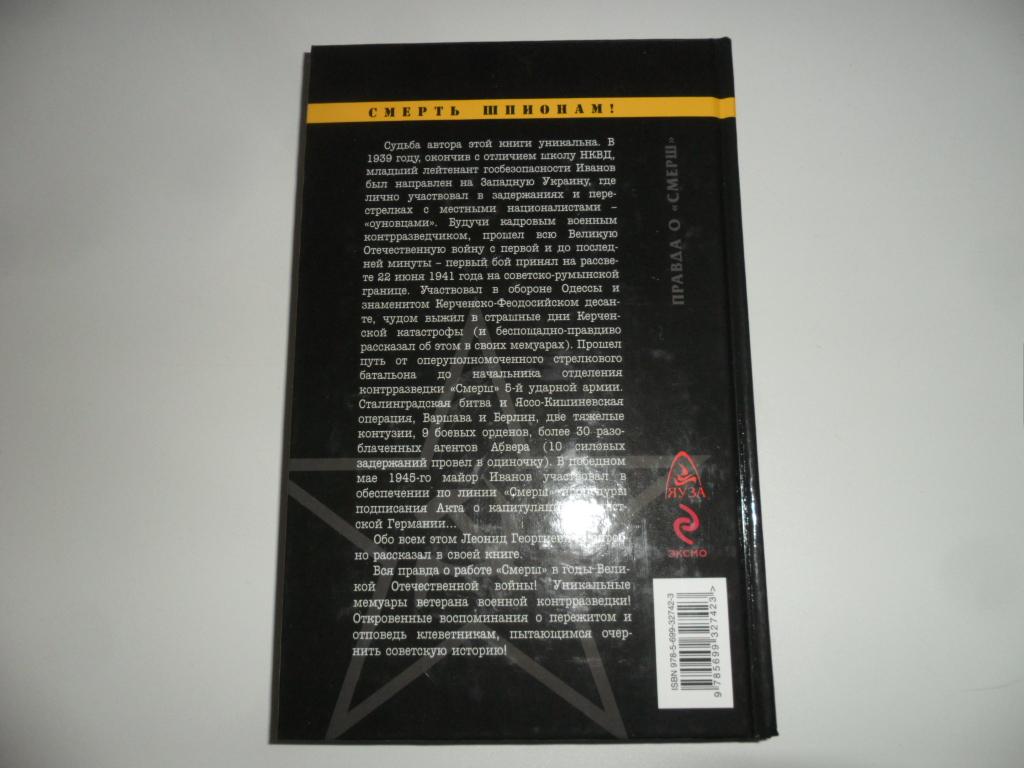 СМЕРТЬ ШПИОНАМ!
Судьба автора этой книги уникальна. В
1939 году, окончив с отличием школу НКВД,
младший лейтенант госбезопасности Иванов
был направлен на Западную Украину, где
лично участвовал в задержаниях и пере-
стрелках с местными националистами –
«оуновцами». Будучи кадровым военным
контрразведчиком, прошел всю Великую
Отечественную войну с первой и до послед-
ней минуты – первый бой принял на рассве-
те 22 июня 1941 года на советско-румынской
границе. Участвовал в обороне Одессы и
знаменитом Керченско-Феодосийском десан-
те, чудом выжил в страшные дни Керчен-
ской катастрофы (и беспощадно-правдиво
рассказал об этом в своих мемуарах). Прошел
путь от оперуполномоченного стрелкового
батальона до начальника отделения
контрразведки «Смерш» 5-й ударной армии.
Сталинградская битва и Яссо-Кишиневская
операция, Варшава и Берлин, две тяжелые
контузии, 9 боевых орденов, более 30 разо-
блаченных агентов Абвера (10 силовых
задержаний провел в одиночку). В победном
мае 1945-го майор Иванов участвовал в
обеспечении по линии «Смерш»
подписания Акта о
ской Германии...
Обо всем этом Леонид
но рассказал в своей книге.
Вся правда о работе «Смерш» в годы Вели-
кой Отечественной войны! Уникальные
мемуары ветерана военной контрразведки!
Откровенные воспоминания о пережитом и
отповедь клеветникам, пытающимся очер-
нить советскую историю!
ПРАВДА О «СМЕРШ»
ЯУЗА
ЭКСМО
ISBN 978-5-699-32742-3
9 785699 327423 >